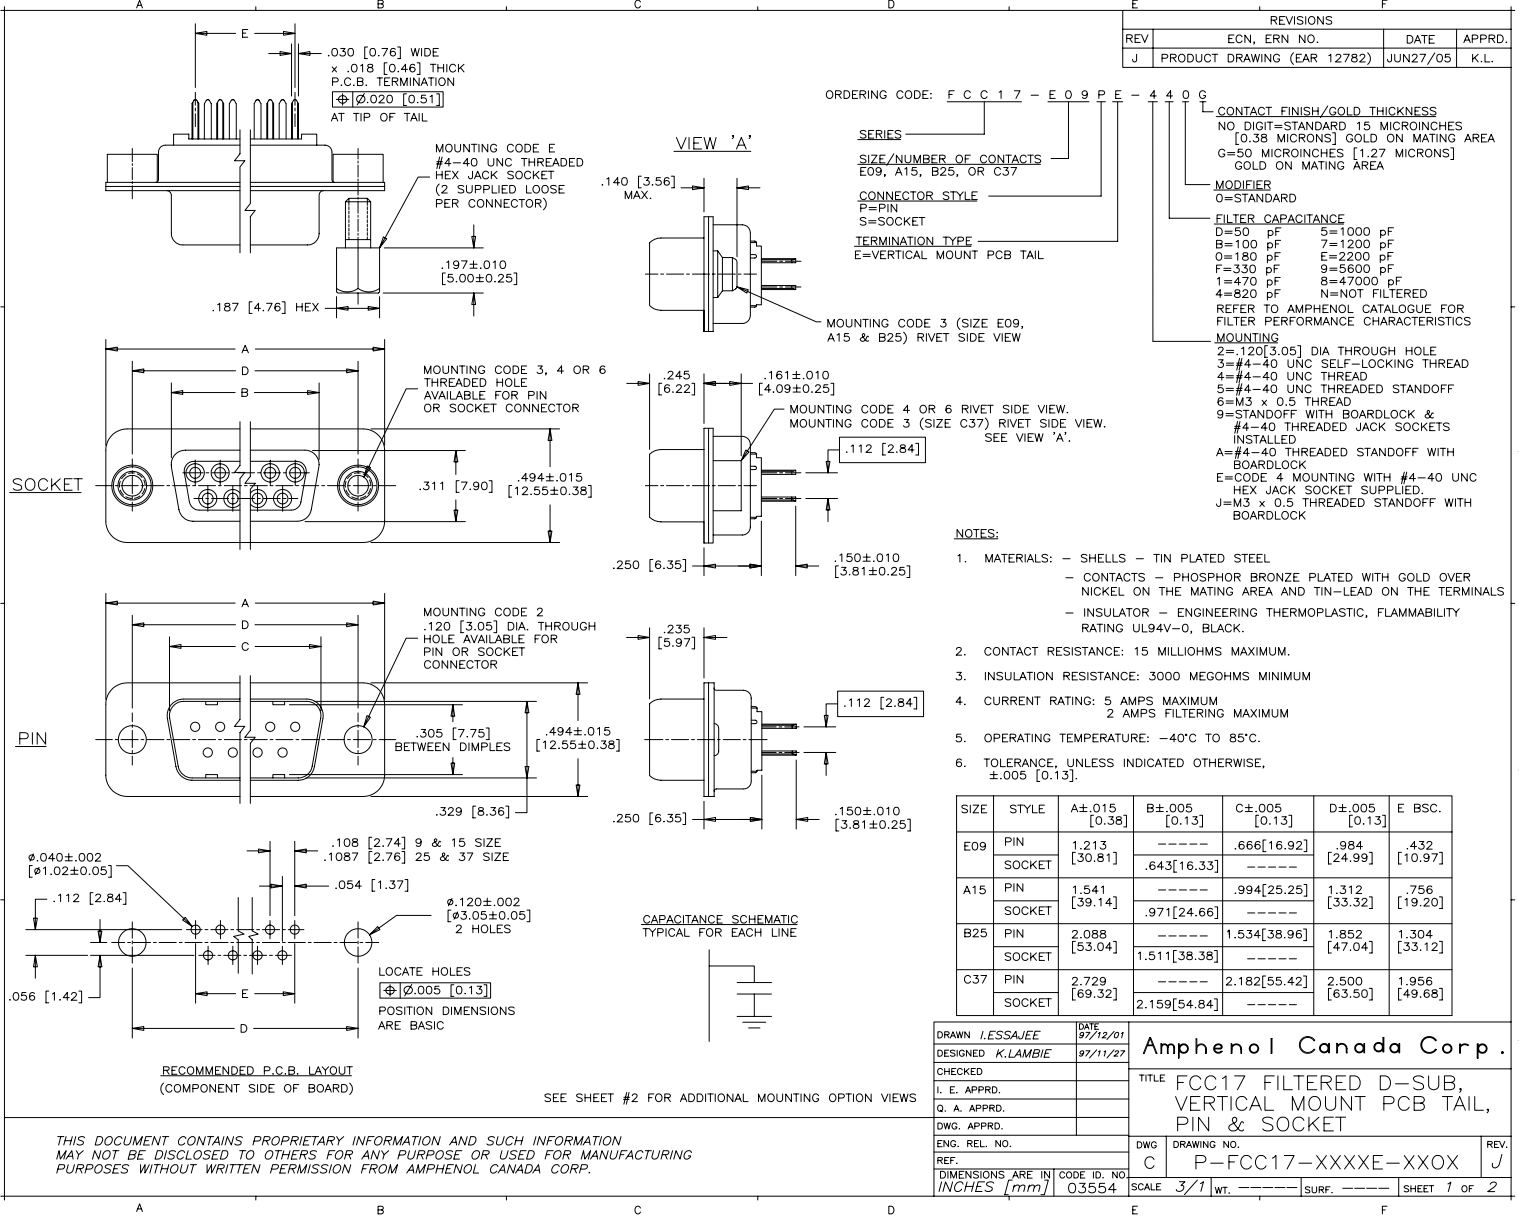 A B C D E F
REVISIONS
REV ECN, ERN NO. DATE APPRD.
J PRODUCT DRAWING (EAR 12782) JUN27/05 K.L.
E
.030 [0.76] WIDE
x .018 [0.46] THICK
P.C.B. TERMINATION
⌖ Ø.020 [0.51]
AT TIP OF TAIL
MOUNTING CODE E
#4-40 UNC THREADED
HEX JACK SOCKET
(2 SUPPLIED LOOSE
PER CONNECTOR)
.197±.010
[5.00±0.25]
.187 [4.76] HEX
VIEW 'A'
.140 [3.56]
MAX.
MOUNTING CODE 3 (SIZE E09,
A15 & B25) RIVET SIDE VIEW
ORDERING CODE: FCC17-E09PE-440G
SERIES
SIZE/NUMBER OF CONTACTS
E09, A15, B25, OR C37
CONNECTOR STYLE
P=PIN
S=SOCKET
TERMINATION TYPE
E=VERTICAL MOUNT PCB TAIL
CONTACT FINISH/GOLD THICKNESS
NO DIGIT=STANDARD 15 MICROINCHES
[0.38 MICRONS] GOLD ON MATING AREA
G=50 MICROINCHES [1.27 MICRONS]
GOLD ON MATING AREA
MODIFIER
0=STANDARD
FILTER CAPACITANCE
D=50 pF 5=1000 pF
B=100 pF 7=1200 pF
0=180 pF E=2200 pF
F=330 pF 9=5600 pF
1=470 pF 8=47000 pF
4=820 pF N=NOT FILTERED
REFER TO AMPHENOL CATALOGUE FOR
FILTER PERFORMANCE CHARACTERISTICS
MOUNTING
2=.120[3.05] DIA THROUGH HOLE
3=#4-40 UNC SELF-LOCKING THREAD
4=#4-40 UNC THREAD
5=#4-40 UNC THREADED STANDOFF
6=M3 x 0.5 THREAD
9=STANDOFF WITH BOARDLOCK &
#4-40 THREADED JACK SOCKETS
INSTALLED
A=#4-40 THREADED STANDOFF WITH
BOARDLOCK
E=CODE 4 MOUNTING WITH #4-40 UNC
HEX JACK SOCKET SUPPLIED.
J=M3 x 0.5 THREADED STANDOFF WITH
BOARDLOCK
A
D
B
MOUNTING CODE 3, 4 OR 6
THREADED HOLE
AVAILABLE FOR PIN
OR SOCKET CONNECTOR
SOCKET
.311 [7.90]
.494±.015
[12.55±0.38]
.245
[6.22]
.161±.010
[4.09±0.25]
MOUNTING CODE 4 OR 6 RIVET SIDE VIEW.
MOUNTING CODE 3 (SIZE C37) RIVET SIDE VIEW.
SEE VIEW 'A'.
.112 [2.84]
.250 [6.35]
.150±.010
[3.81±0.25]
A
D
C
MOUNTING CODE 2
.120 [3.05] DIA. THROUGH
HOLE AVAILABLE FOR
PIN OR SOCKET
CONNECTOR
PIN
.305 [7.75]
BETWEEN DIMPLES
.494±.015
[12.55±0.38]
.329 [8.36]
.235
[5.97]
.112 [2.84]
.250 [6.35]
.150±.010
[3.81±0.25]
NOTES:
1. MATERIALS: - SHELLS - TIN PLATED STEEL
- CONTACTS - PHOSPHOR BRONZE PLATED WITH GOLD OVER
NICKEL ON THE MATING AREA AND TIN-LEAD ON THE TERMINALS
- INSULATOR - ENGINEERING THERMOPLASTIC, FLAMMABILITY
RATING UL94V-0, BLACK.
2. CONTACT RESISTANCE: 15 MILLIOHMS MAXIMUM.
3. INSULATION RESISTANCE: 3000 MEGOHMS MINIMUM
4. CURRENT RATING: 5 AMPS MAXIMUM
2 AMPS FILTERING MAXIMUM
5. OPERATING TEMPERATURE: -40°C TO 85°C.
6. TOLERANCE, UNLESS INDICATED OTHERWISE,
±.005 [0.13].
SIZE STYLE A±.015 [0.38] B±.005 [0.13] C±.005 [0.13] D±.005 [0.13] E BSC.
E09 PIN 1.213 [30.81] ----- .666[16.92] .984 [24.99] .432 [10.97]
SOCKET .643[16.33] -----
A15 PIN 1.541 [39.14] ----- .994[25.25] 1.312 [33.32] .756 [19.20]
SOCKET .971[24.66] -----
B25 PIN 2.088 [53.04] ----- 1.534[38.96] 1.852 [47.04] 1.304 [33.12]
SOCKET 1.511[38.38] -----
C37 PIN 2.729 [69.32] ----- 2.182[55.42] 2.500 [63.50] 1.956 [49.68]
SOCKET 2.159[54.84] -----
.108 [2.74] 9 & 15 SIZE
.1087 [2.76] 25 & 37 SIZE
ø.040±.002
[ø1.02±0.05]
.054 [1.37]
.112 [2.84]
ø.120±.002
[ø3.05±0.05]
2 HOLES
.056 [1.42]
E
D
LOCATE HOLES
⌖ Ø.005 [0.13]
POSITION DIMENSIONS
ARE BASIC
RECOMMENDED P.C.B. LAYOUT
(COMPONENT SIDE OF BOARD)
CAPACITANCE SCHEMATIC
TYPICAL FOR EACH LINE
SEE SHEET #2 FOR ADDITIONAL MOUNTING OPTION VIEWS
THIS DOCUMENT CONTAINS PROPRIETARY INFORMATION AND SUCH INFORMATION
MAY NOT BE DISCLOSED TO OTHERS FOR ANY PURPOSE OR USED FOR MANUFACTURING
PURPOSES WITHOUT WRITTEN PERMISSION FROM AMPHENOL CANADA CORP.
DRAWN I.ESSAJEE DATE 97/12/01
DESIGNED K.LAMBIE 97/11/27
CHECKED
I. E. APPRD.
Q. A. APPRD.
DWG. APPRD.
ENG. REL. NO.
REF.
DIMENSIONS ARE IN INCHES [mm]
CODE ID. NO. 03554
Amphenol Canada Corp.
TITLE FCC17 FILTERED D-SUB,
VERTICAL MOUNT PCB TAIL,
PIN & SOCKET
DWG C DRAWING NO. P-FCC17-XXXXE-XX0X REV. J
SCALE 3/1 WT. ----- SURF. ---- SHEET 1 OF 2
A B C D E F